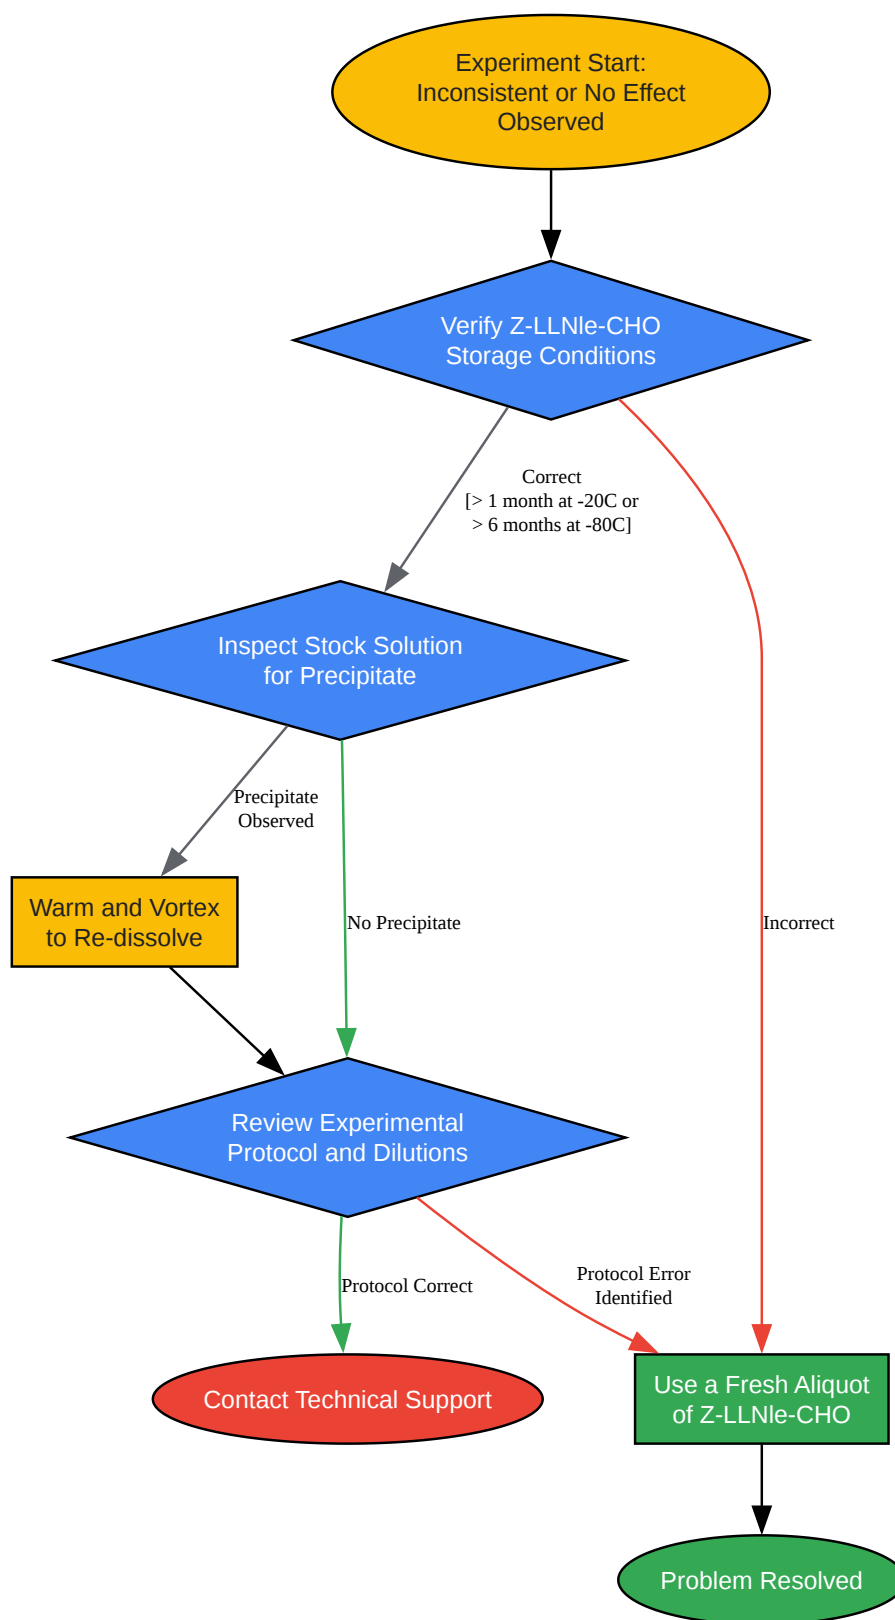 Experiment Start:
Inconsistent or No Effect
Observed
Verify Z-LLNle-CHO
Storage Conditions
Correct
[> 1 month at -20C or
> 6 months at -80C]
Inspect Stock Solution
for Precipitate
Precipitate
Observed
Warm and Vortex
to Re-dissolve
No Precipitate
Incorrect
Review Experimental
Protocol and Dilutions
Protocol Correct
Protocol Error
Identified
Contact Technical Support
Use a Fresh Aliquot
of Z-LLNle-CHO
Problem Resolved